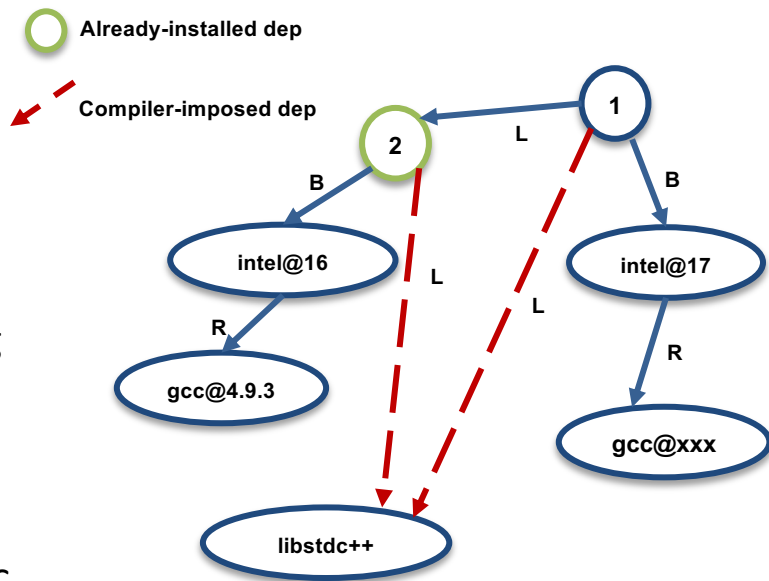 Already-installed dep
Compiler-imposed dep
1
L
2
B
B
intel@16
intel@17
L
L
R
R
gcc@4.9.3
gcc@xxx
libstdc++